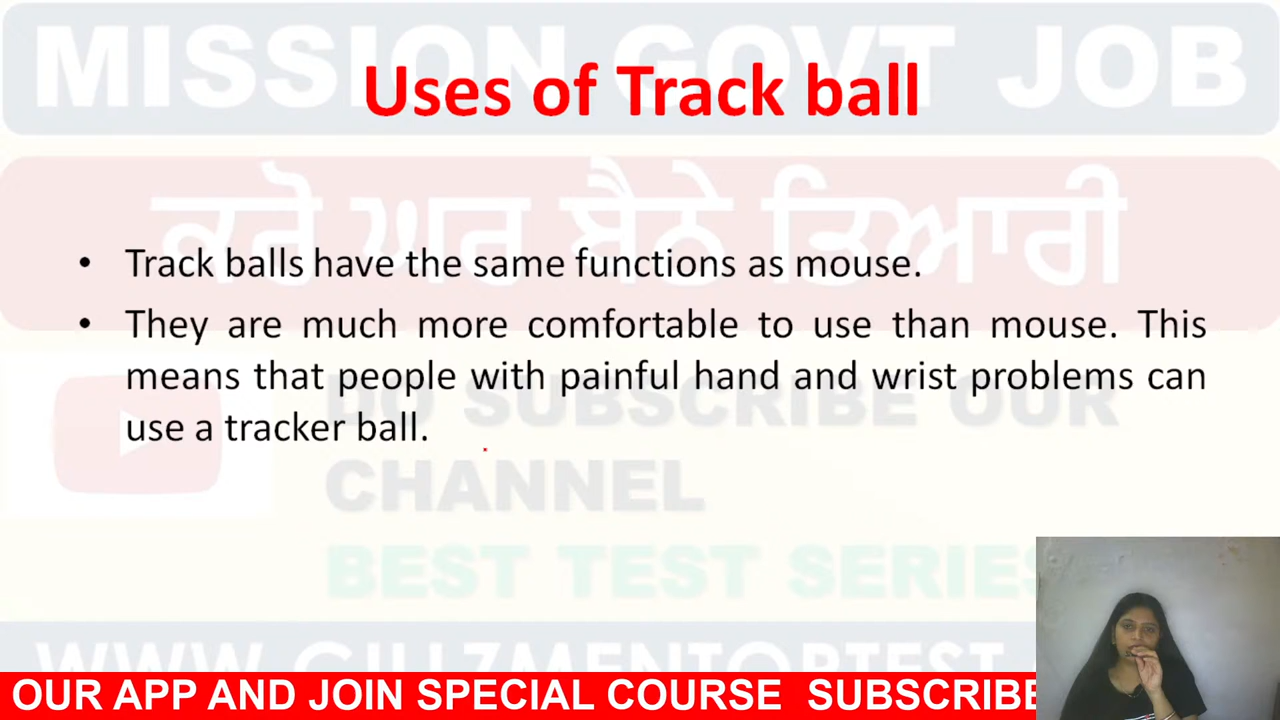 MISSION GOVT JOB
Uses of Track ball
ਕਰੋ ਘਰ ਬੈਠੇ ਤਿਆਰੀ
• Track balls have the same functions as mouse.
• They are much more comfortable to use than mouse. This
means that people with painful hand and wrist problems can
use a tracker ball.
SUBSCRIBE OUR
CHANNEL
BEST TEST SERIES
OUR APP AND JOIN SPECIAL COURSE SUBSCRIBE